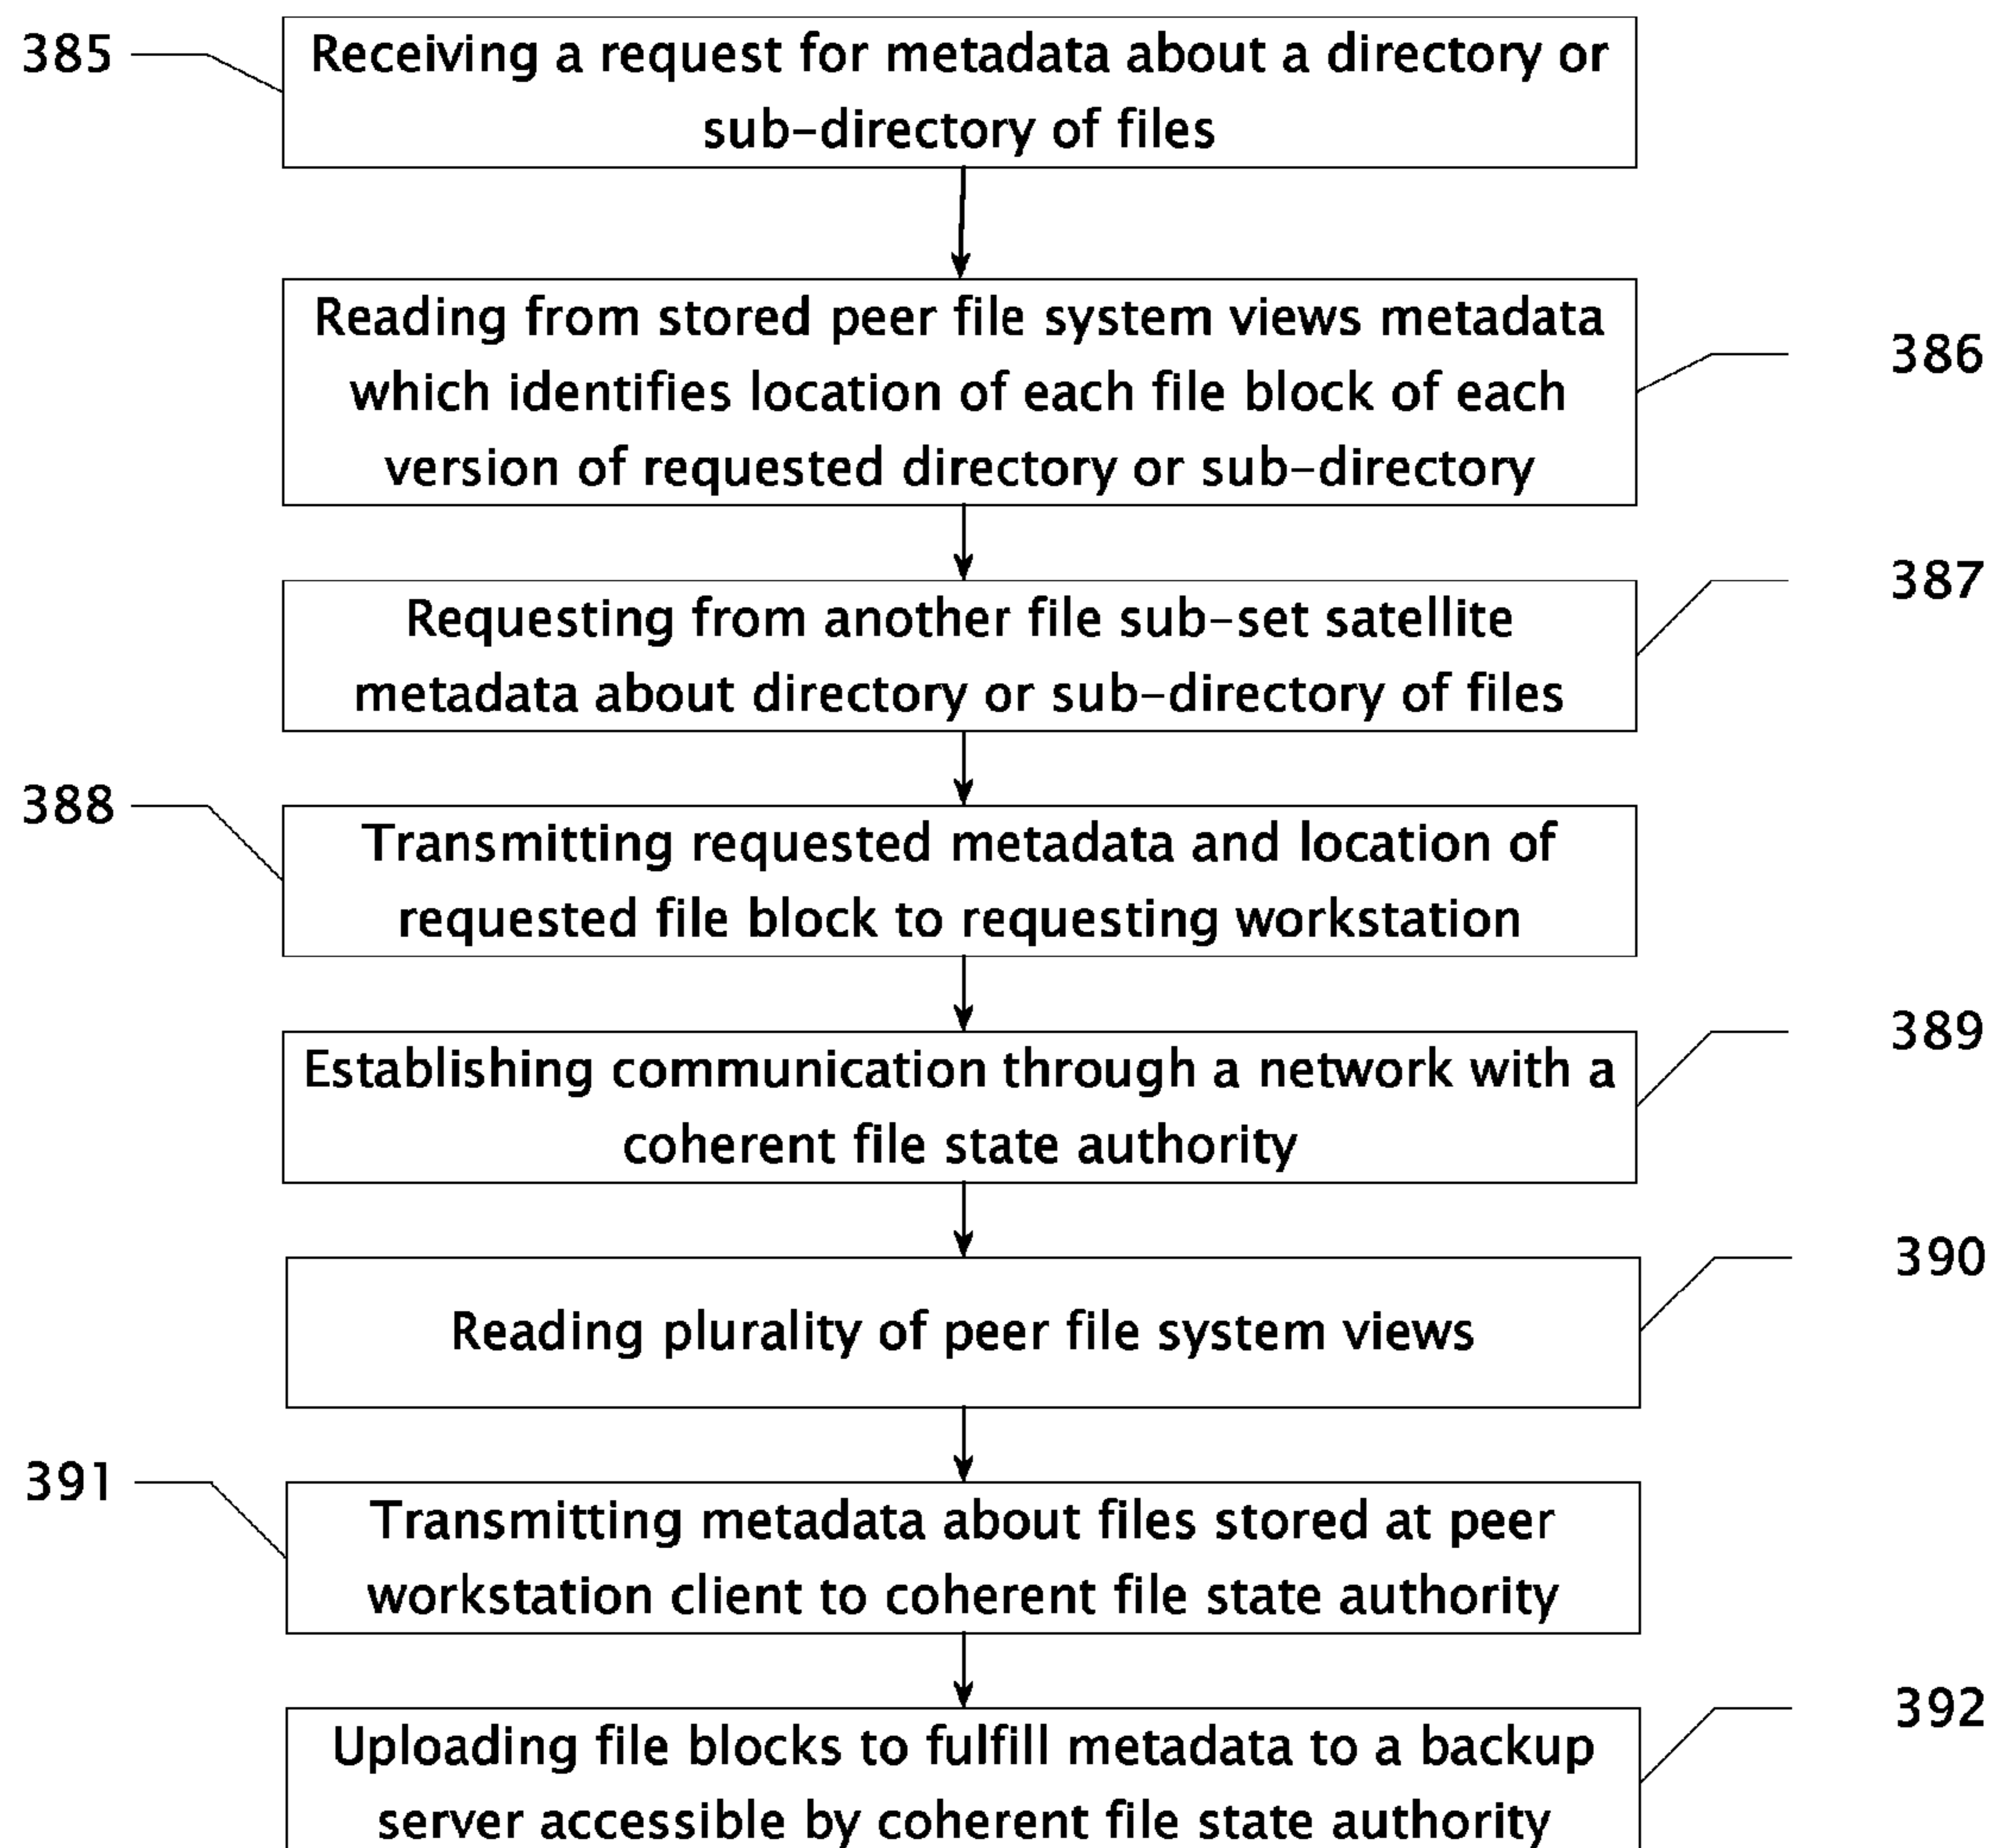 385
Receiving a request for metadata about a directory or
sub-directory of files
Reading from stored peer file system views metadata
which identifies location of each file block of each
version of requested directory or sub-directory
386
Requesting from another file sub-set satellite
metadata about directory or sub-directory of files
387
388
Transmitting requested metadata and location of
requested file block to requesting workstation
Establishing communication through a network with a
coherent file state authority
389
Reading plurality of peer file system views
390
391
Transmitting metadata about files stored at peer
workstation client to coherent file state authority
Uploading file blocks to fulfill metadata to a backup
server accessible by coherent file state authority
392